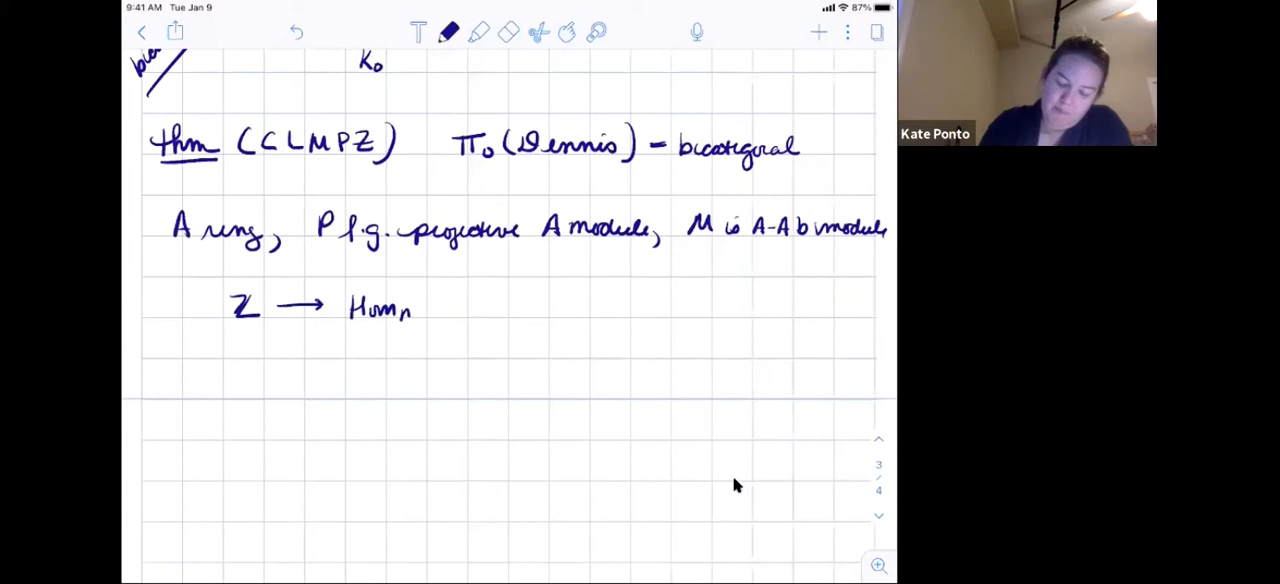 9:41 AM Tue Jan 9
87%
K₀
Kate Ponto
thm (CLMPZ) π₀(Dennis) = bicategorical
A ring, P f.g. projective A module, M is A-A bimodule
ℤ → Hom
3
/
4